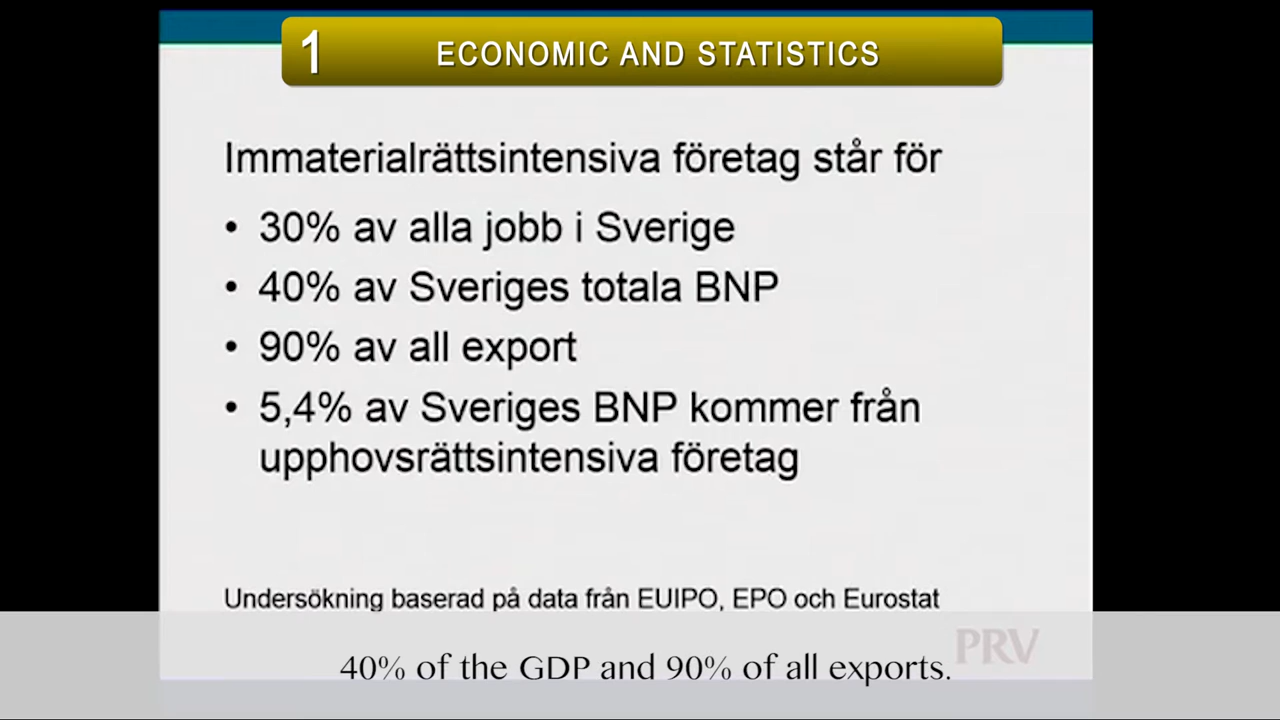 1 ECONOMIC AND STATISTICS
Immaterialrättsintensiva företag står för
• 30% av alla jobb i Sverige
• 40% av Sveriges totala BNP
• 90% av all export
• 5,4% av Sveriges BNP kommer från
upphovsrättsintensiva företag
Undersökning baserad på data från EUIPO, EPO och Eurostat
PRV
40% of the GDP and 90% of all exports.